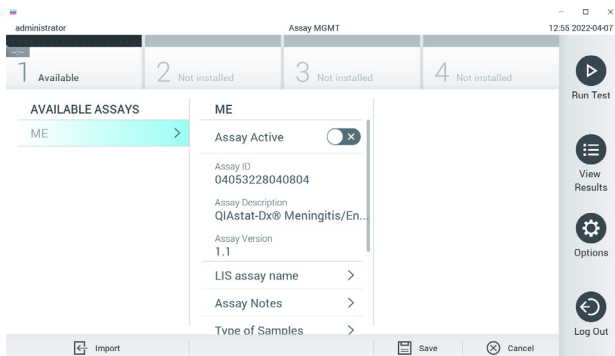 administrator Assay MGMT 12:55 2022-04-07
--:--
1 Available 2 Not installed 3 Not installed 4 Not installed
Run Test
AVAILABLE ASSAYS
ME
ME
Assay Active
Assay ID
04053228040804
Assay Description
QIAstat-Dx® Meningitis/En...
Assay Version
1.1
LIS assay name
Assay Notes
Type of Samples
View
Results
Options
Log Out
Import
Save
Cancel